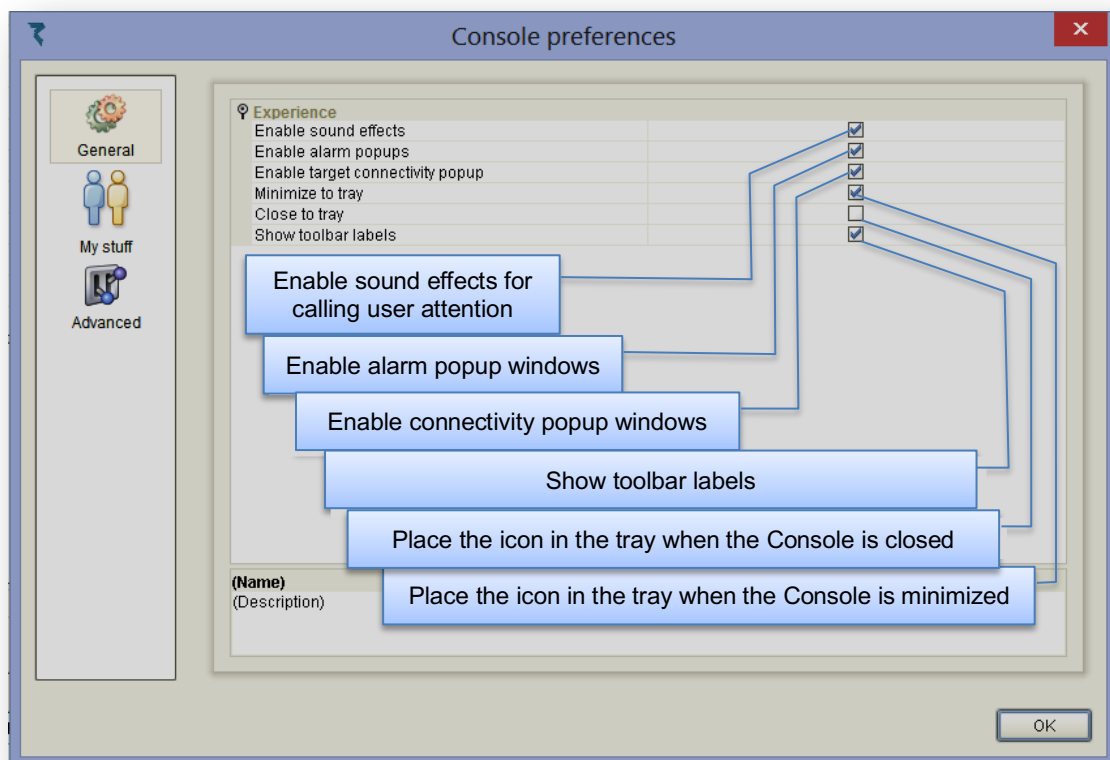 Console preferences
General
My stuff
Advanced
Experience
Enable sound effects
Enable alarm popups
Enable target connectivity popup
Minimize to tray
Close to tray
Show toolbar labels
Enable sound effects for
calling user attention
Enable alarm popup windows
Enable connectivity popup windows
Show toolbar labels
Place the icon in the tray when the Console is closed
Place the icon in the tray when the Console is minimized
(Name)
(Description)
OK